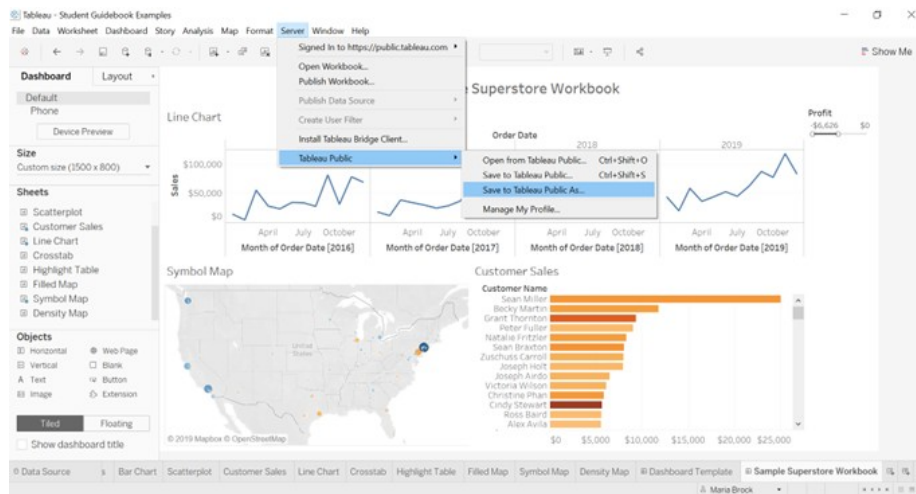 Tableau - Student Guidebook Examples
File Data Worksheet Dashboard Story Analysis Map Format Server Window Help
Show Me
Signed In to https://public.tableau.com
Open Workbook...
Publish Workbook...
Publish Data Source
Create User Filter
Install Tableau Bridge Client...
Tableau Public
Open from Tableau Public... Ctrl+Shift+O
Save to Tableau Public... Ctrl+Shift+S
Save to Tableau Public As...
Manage My Profile...
Dashboard Layout
Default
Phone
Device Preview
Size
Custom size (1500 x 800)
Sheets
Scatterplot
Customer Sales
Line Chart
Crosstab
Highlight Table
Filled Map
Symbol Map
Density Map
Objects
Horizontal Web Page
Vertical Blank
A Text Button
Image Extension
Tiled Floating
Show dashboard title
Superstore Workbook
Profit
-$6,626 $0
Line Chart
Order Date
2018 2019
Sales
$100,000
$50,000
$0
April July October April July October April July October April July October
Month of Order Date [2016] Month of Order Date [2017] Month of Order Date [2018] Month of Order Date [2019]
Symbol Map
United States
© 2019 Mapbox © OpenStreetMap
Customer Sales
Customer Name
Sean Miller
Becky Martin
Grant Thornton
Peter Fuller
Natalie Fritzler
Sean Braxton
Zuschuss Carroll
Joseph Holt
Joseph Airdo
Victoria Wilson
Christine Phan
Cindy Stewart
Ross Baird
Alex Avila
$0 $5,000 $10,000 $15,000 $20,000 $25,000
Data Source s Bar Chart Scatterplot Customer Sales Line Chart Crosstab Highlight Table Filled Map Symbol Map Density Map Dashboard Template Sample Superstore Workbook
Maria Brock